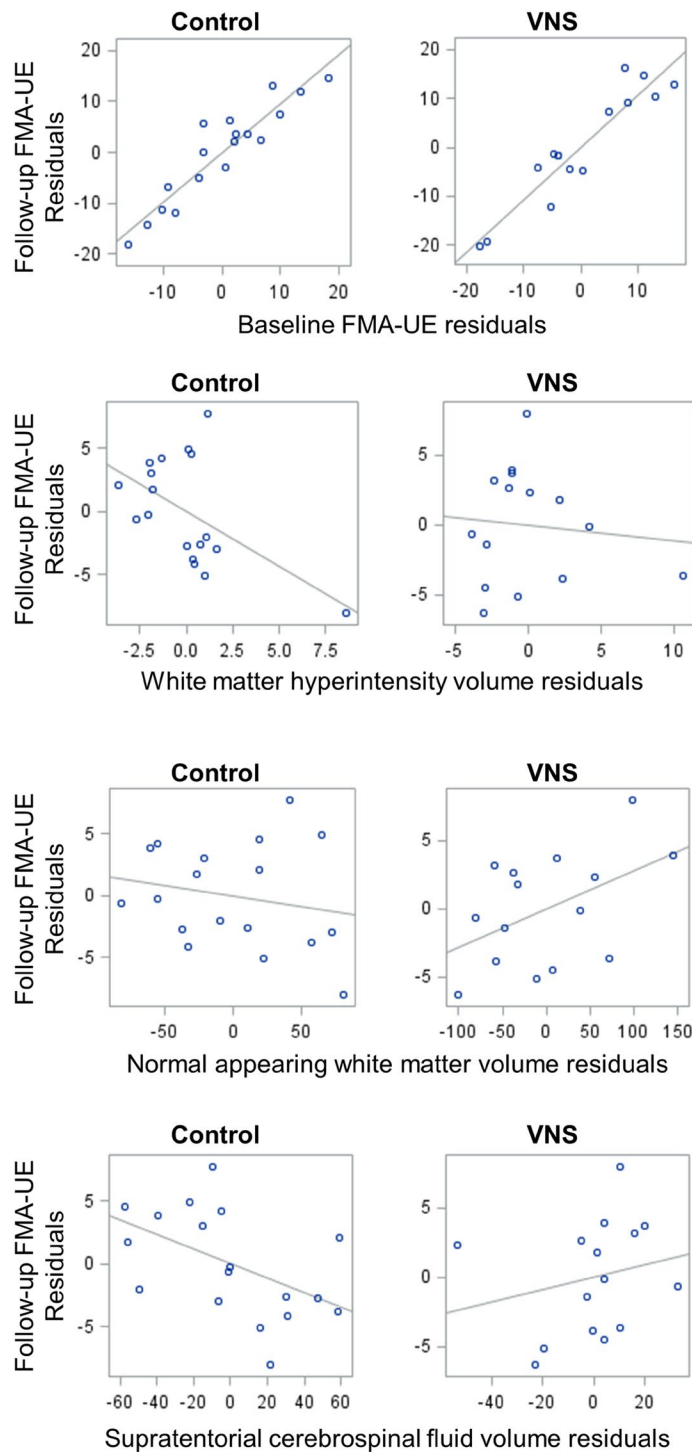 Control VNS
Follow-up FMA-UE
Residuals
20
10
0
-10
-20
-10 0 10 20
20
10
0
-10
-20
-20 -10 0 10
Baseline FMA-UE residuals
Control VNS
Follow-up FMA-UE
Residuals
5
0
-5
-2.5 0.0 2.5 5.0 7.5
5
0
-5
-5 0 5 10
White matter hyperintensity volume residuals
Control VNS
Follow-up FMA-UE
Residuals
5
0
-5
-50 0 50
5
0
-5
-100 -50 0 50 100 150
Normal appearing white matter volume residuals
Control VNS
Follow-up FMA-UE
Residuals
5
0
-5
-60 -40 -20 0 20 40 60
5
0
-5
-40 -20 0 20
Supratentorial cerebrospinal fluid volume residuals